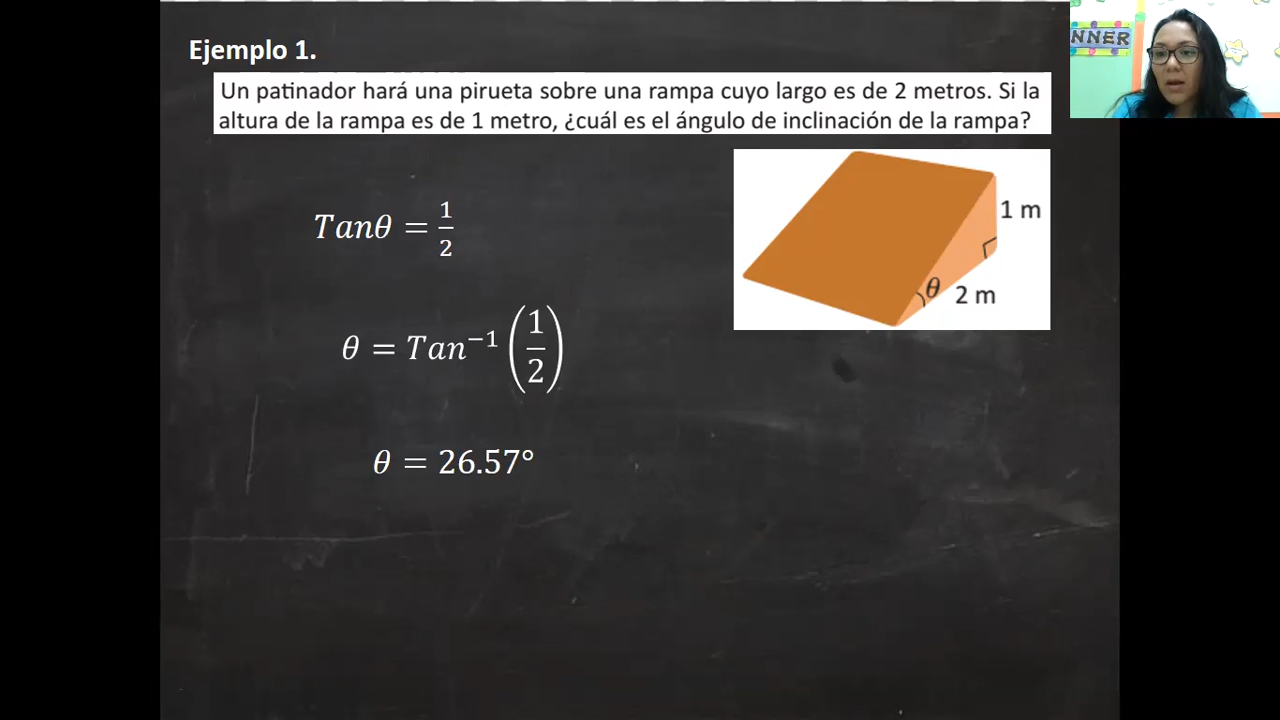 Ejemplo 1.
NNER
Un patinador hará una pirueta sobre una rampa cuyo largo es de 2 metros. Si la
altura de la rampa es de 1 metro, ¿cuál es el ángulo de inclinación de la rampa?
Tanθ = 1/2
1 m
θ
2 m
θ = Tan⁻¹(1/2)
θ = 26.57°